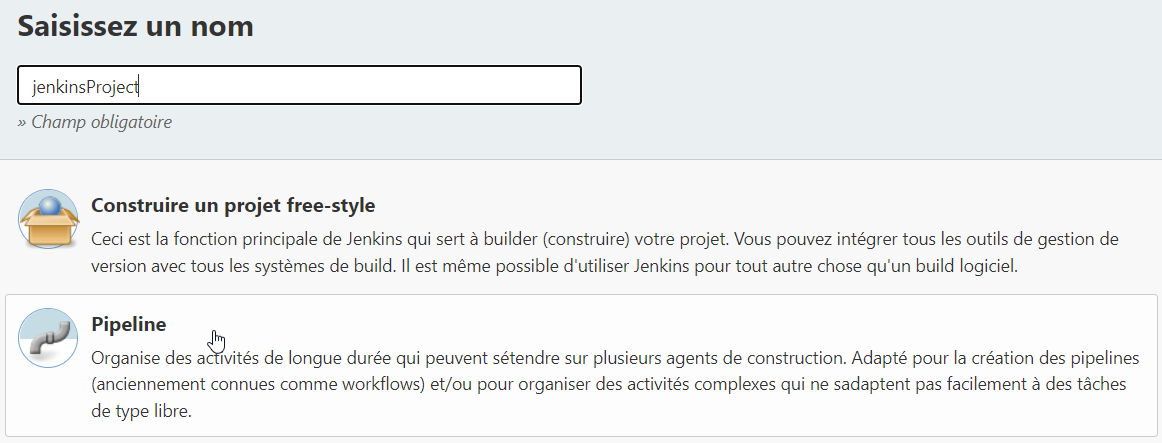 Saisissez un nom
jenkinsProject
» Champ obligatoire
Construire un projet free-style
Ceci est la fonction principale de Jenkins qui sert à builder (construire) votre projet. Vous pouvez intégrer tous les outils de gestion de
version avec tous les systèmes de build. Il est même possible d'utiliser Jenkins pour tout autre chose qu'un build logiciel.
Pipeline
Organise des activités de longue durée qui peuvent sétendre sur plusieurs agents de construction. Adapté pour la création des pipelines
(anciennement connues comme workflows) et/ou pour organiser des activités complexes qui ne sadaptent pas facilement à des tâches
de type libre.